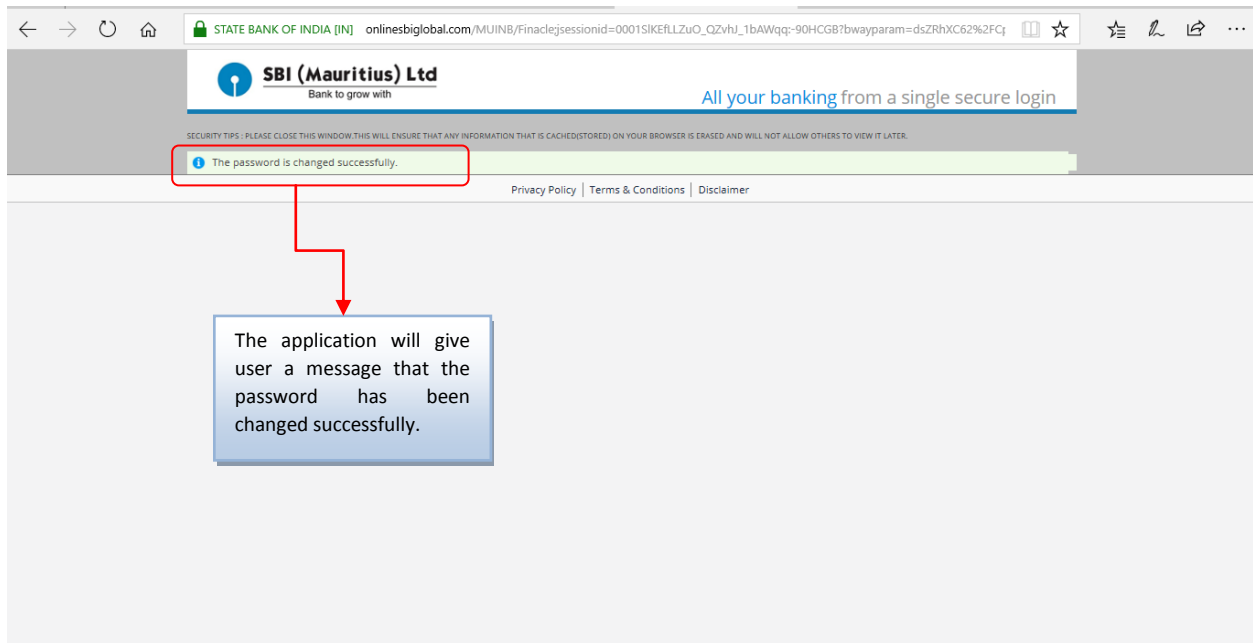 STATE BANK OF INDIA [IN] onlinesbiglobal.com/MUINB/Finacle;jsessionid=0001SlKEfLLZuO_QZvhJ_1bAWqq:-90HCGB?bwayparam=dsZRhXC62%2FC
SBI (Mauritius) Ltd
Bank to grow with
All your banking from a single secure login
SECURITY TIPS : PLEASE CLOSE THIS WINDOW.THIS WILL ENSURE THAT ANY INFORMATION THAT IS CACHED(STORED) ON YOUR BROWSER IS ERASED AND WILL NOT ALLOW OTHERS TO VIEW IT LATER.
The password is changed successfully.
Privacy Policy | Terms & Conditions | Disclaimer
The application will give
user a message that the
password has been
changed successfully.